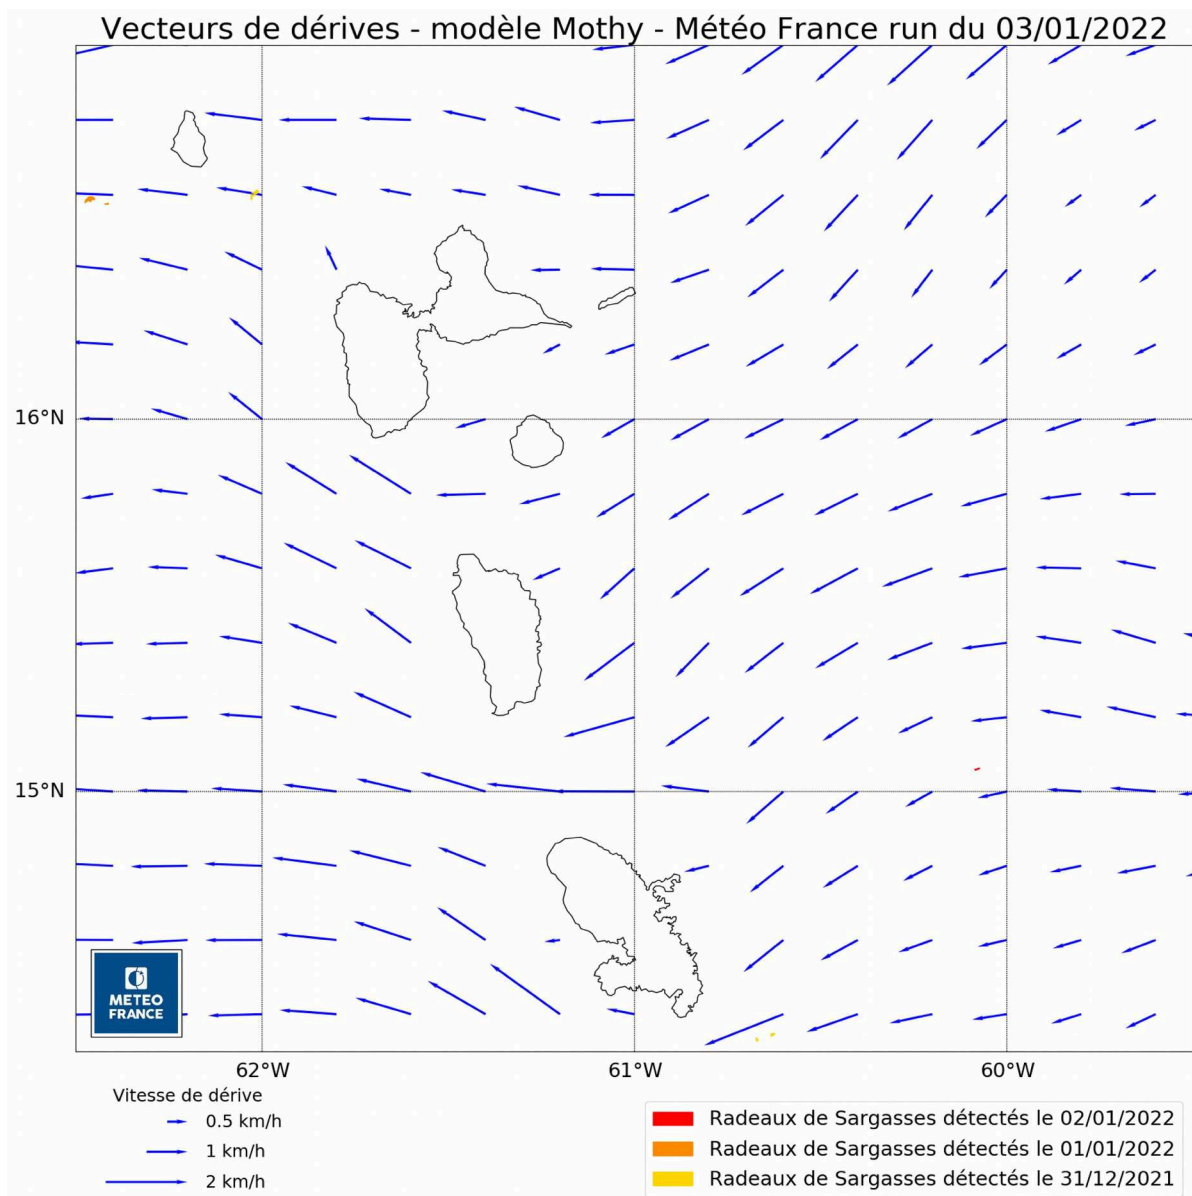 Vecteurs de dérives - modèle Mothy - Météo France run du 03/01/2022
16°N
15°N
METEO
FRANCE
62°W
61°W
60°W
Vitesse de dérive
0.5 km/h
1 km/h
2 km/h
Radeaux de Sargasses détectés le 02/01/2022
Radeaux de Sargasses détectés le 01/01/2022
Radeaux de Sargasses détectés le 31/12/2021